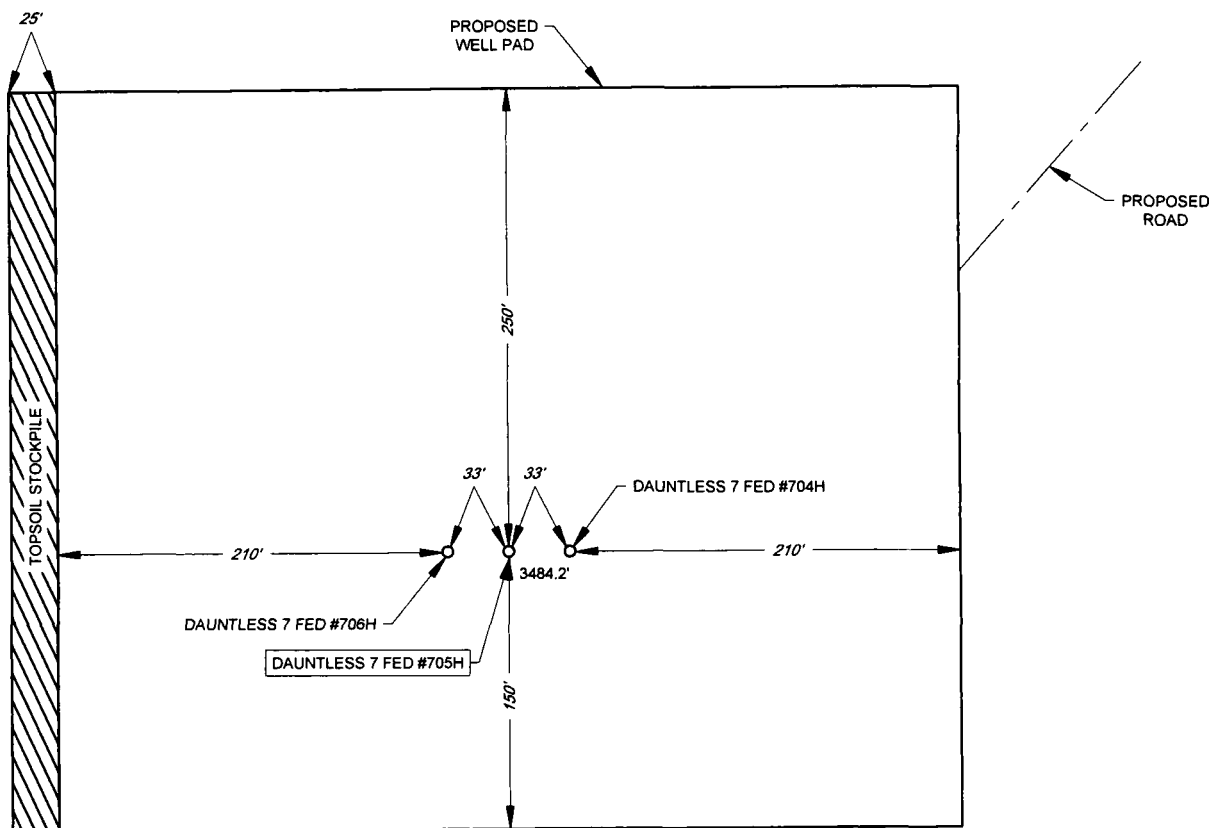 25'
PROPOSED
WELL PAD
PROPOSED
ROAD
250'
TOPSOIL STOCKPILE
33'
33'
DAUNTLESS 7 FED #704H
210'
210'
3484.2'
DAUNTLESS 7 FED #706H
DAUNTLESS 7 FED #705H
150'